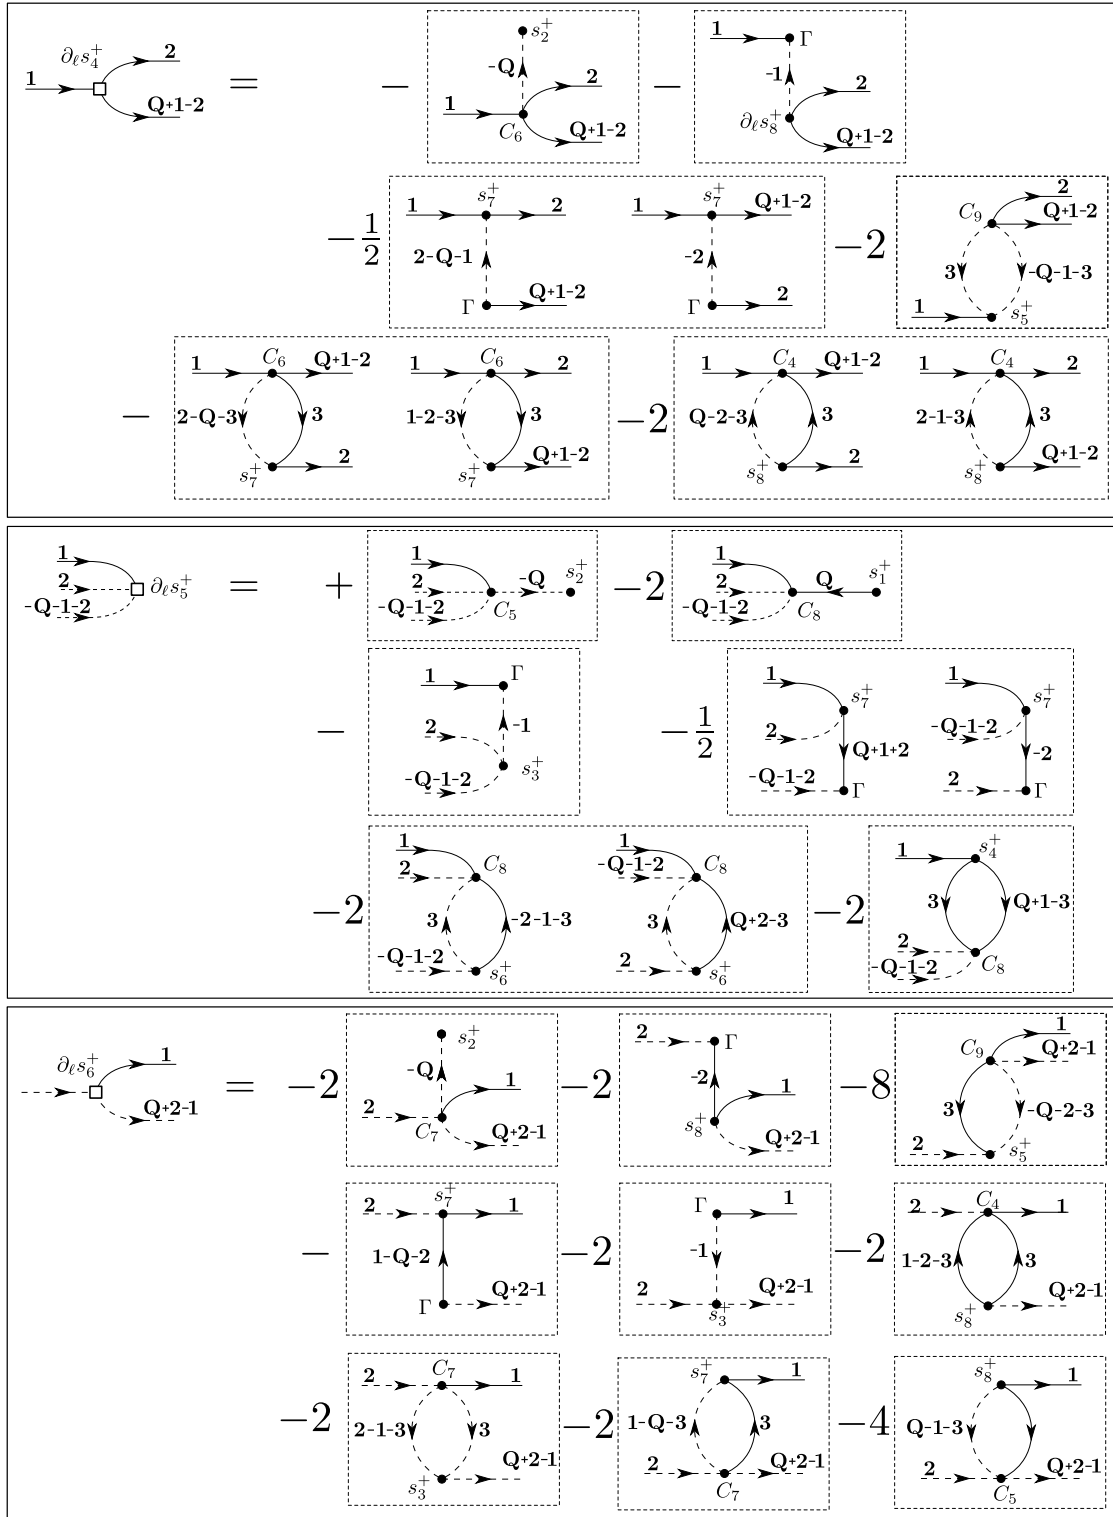 ∂ℓs₄⁺ 1 2 Q+1-2 = − s₂⁺ -Q 1 2 C₆ Q+1-2 − 1 Γ -1 2 ∂ℓs₈⁺ Q+1-2
−1/2 s₇⁺ 1 2 2-Q-1 Γ Q+1-2 s₇⁺ 1 Q+1-2 -2 Γ 2 −2 C₉ 2 Q+1-2 3 -Q-1-3 1 s₅⁺
− C₆ 1 Q+1-2 2-Q-3 3 s₇⁺ 2 C₆ 1 2 1-2-3 3 s₇⁺ Q+1-2 −2 C₄ 1 Q+1-2 Q-2-3 3 s₈⁺ 2 C₄ 1 2 2-1-3 3 s₈⁺ Q+1-2
1 2 -Q-1-2 ∂ℓs₅⁺ = + 1 2 -Q-1-2 C₅ -Q s₂⁺ −2 1 2 -Q-1-2 C₈ Q s₁⁺
− 1 Γ -1 2 -Q-1-2 s₃⁺ −1/2 1 s₇⁺ 2 Q+1+2 -Q-1-2 Γ 1 s₇⁺ -Q-1-2 -2 2 Γ
−2 1 2 C₈ 3 -2-1-3 -Q-1-2 s₆⁺ 1 -Q-1-2 C₈ 3 Q+2-3 2 s₆⁺ −2 1 s₄⁺ 3 Q+1-3 2 -Q-1-2 C₈
∂ℓs₆⁺ 1 Q+2-1 = −2 s₂⁺ -Q 1 2 C₇ Q+2-1 −2 2 Γ -2 1 s₈⁺ Q+2-1 −8 C₉ 1 Q+2-1 3 -Q-2-3 2 s₅⁺
− 2 s₇⁺ 1 1-Q-2 Γ Q+2-1 −2 Γ 1 -1 2 s₃⁺ Q+2-1 −2 2 C₄ 1 1-2-3 3 s₈⁺ Q+2-1
−2 2 C₇ 1 2-1-3 3 s₃⁺ Q+2-1 −2 s₇⁺ 1 1-Q-3 3 2 C₇ Q+2-1 −4 s₈⁺ 1 Q-1-3 2 C₅ Q+2-1